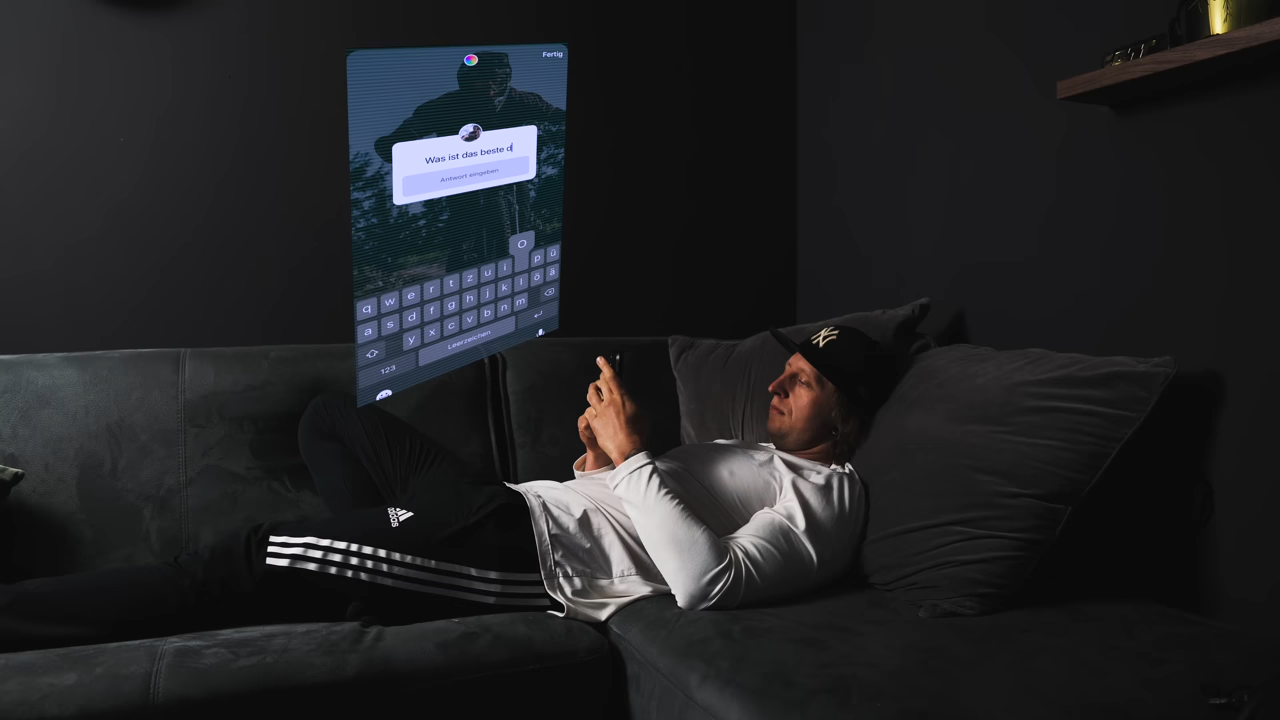 Fertig
Was ist das beste d
Antwort eingeben
O
q w e r t z u i p ü
a s d f g h j k l ö ä
y x c v b n m
123 Leerzeichen
NY
adidas